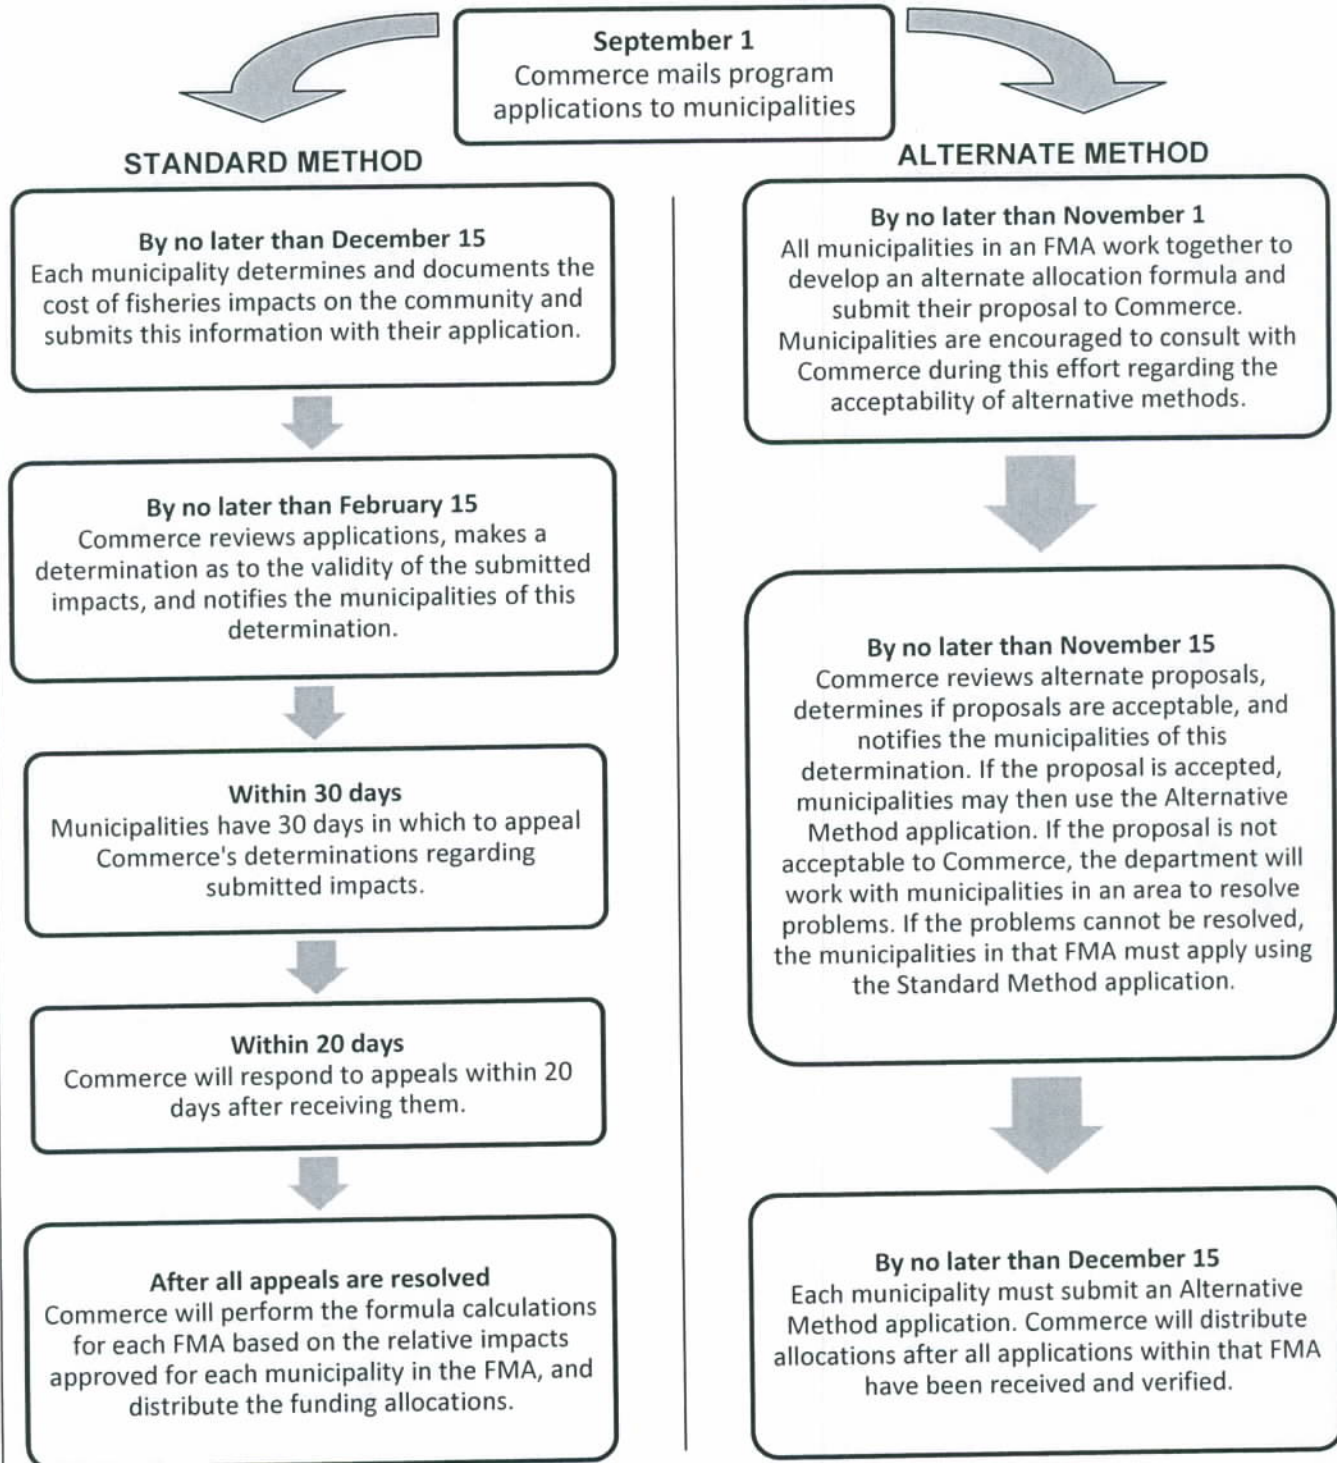 September 1
Commerce mails program
applications to municipalities
STANDARD METHOD
By no later than December 15
Each municipality determines and documents the
cost of fisheries impacts on the community and
submits this information with their application.
By no later than February 15
Commerce reviews applications, makes a
determination as to the validity of the submitted
impacts, and notifies the municipalities of this
determination.
Within 30 days
Municipalities have 30 days in which to appeal
Commerce's determinations regarding
submitted impacts.
Within 20 days
Commerce will respond to appeals within 20
days after receiving them.
After all appeals are resolved
Commerce will perform the formula calculations
for each FMA based on the relative impacts
approved for each municipality in the FMA, and
distribute the funding allocations.
ALTERNATE METHOD
By no later than November 1
All municipalities in an FMA work together to
develop an alternate allocation formula and
submit their proposal to Commerce.
Municipalities are encouraged to consult with
Commerce during this effort regarding the
acceptability of alternative methods.
By no later than November 15
Commerce reviews alternate proposals,
determines if proposals are acceptable, and
notifies the municipalities of this
determination. If the proposal is accepted,
municipalities may then use the Alternative
Method application. If the proposal is not
acceptable to Commerce, the department will
work with municipalities in an area to resolve
problems. If the problems cannot be resolved,
the municipalities in that FMA must apply using
the Standard Method application.
By no later than December 15
Each municipality must submit an Alternative
Method application. Commerce will distribute
allocations after all applications within that FMA
have been received and verified.